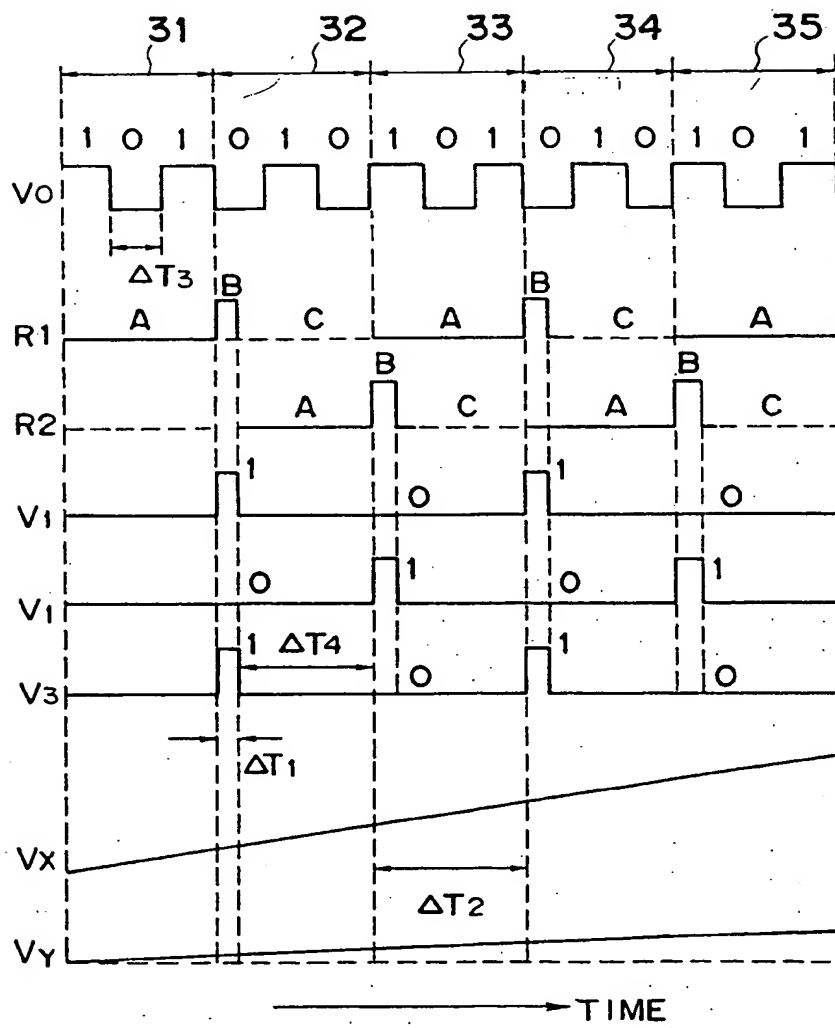 31 32 33 34 35
1 0 1 0 1 0 1 0 1 0 1 0 1 0 1
V0
ΔT3
B B
R1 A C A C A
B B
R2 A C A C
1 1
V1 0 0
1 1
V1 0 0 0
1 ΔT4 1
V3 0 0
ΔT1
VX
ΔT2
VY
TIME